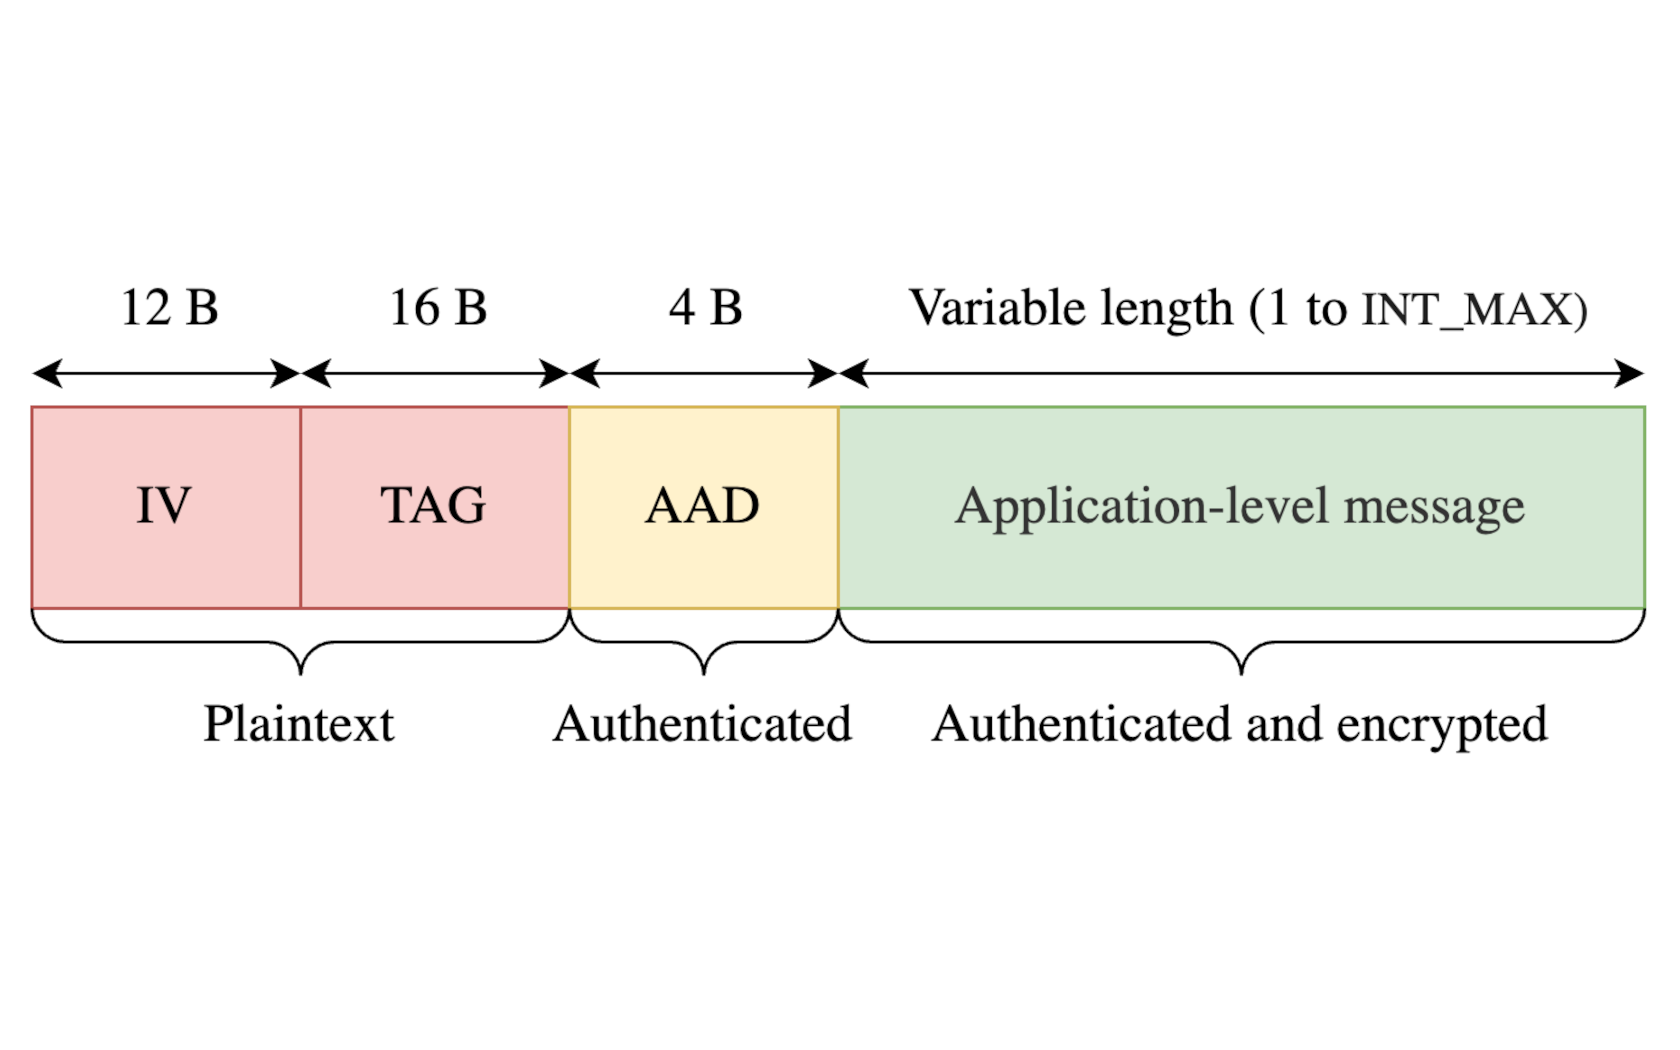 12 B 16 B 4 B Variable length (1 to INT_MAX)
IV TAG AAD Application-level message
Plaintext Authenticated Authenticated and encrypted